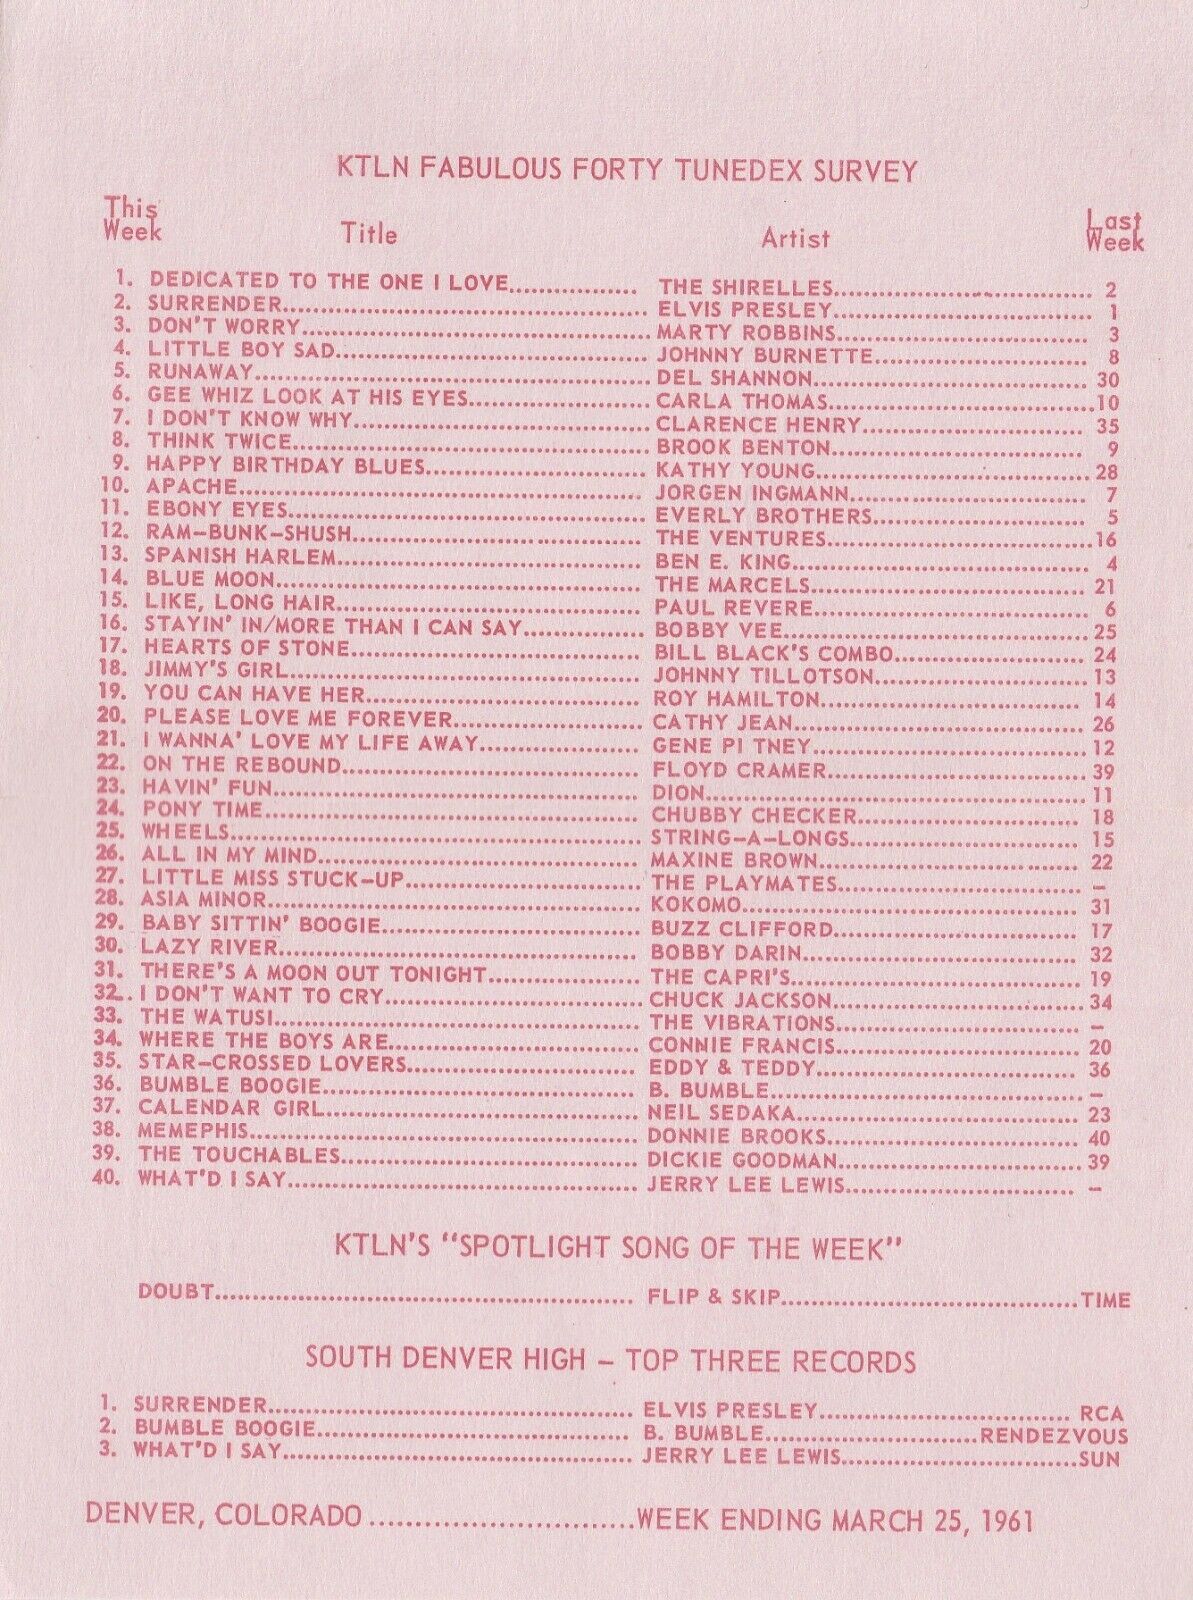 KTLN FABULOUS FORTY TUNEDEX SURVEY
This Week Title Artist Last Week
1. DEDICATED TO THE ONE I LOVE................ THE SHIRELLES................................ 2
2. SURRENDER................................ ELVIS PRESLEY................................ 1
3. DON'T WORRY................................ MARTY ROBBINS................................ 3
4. LITTLE BOY SAD................................ JOHNNY BURNETTE........................ 8
5. RUNAWAY................................ DEL SHANNON................................ 30
6. GEE WHIZ LOOK AT HIS EYES................ CARLA THOMAS................................ 10
7. I DON'T KNOW WHY........................ CLARENCE HENRY........................ 35
8. THINK TWICE................................ BROOK BENTON................................ 9
9. HAPPY BIRTHDAY BLUES................ KATHY YOUNG................................ 28
10. APACHE................................ JORGEN INGMANN........................ 7
11. EBONY EYES................................ EVERLY BROTHERS........................ 5
12. RAM-BUNK-SHUSH........................ THE VENTURES................................ 16
13. SPANISH HARLEM........................ BEN E. KING................................ 4
14. BLUE MOON................................ THE MARCELS................................ 21
15. LIKE, LONG HAIR........................ PAUL REVERE................................ 6
16. STAYIN' IN/MORE THAN I CAN SAY................ BOBBY VEE................................ 25
17. HEARTS OF STONE........................ BILL BLACK'S COMBO................ 24
18. JIMMY'S GIRL................................ JOHNNY TILLOTSON................ 13
19. YOU CAN HAVE HER........................ ROY HAMILTON................................ 14
20. PLEASE LOVE ME FOREVER................ CATHY JEAN................................ 26
21. I WANNA' LOVE MY LIFE AWAY................ GENE PI TNEY................................ 12
22. ON THE REBOUND........................ FLOYD CRAMER................................ 39
23. HAVIN' FUN................................ DION................................ 11
24. PONY TIME................................ CHUBBY CHECKER........................ 18
25. WHEELS................................ STRING-A-LONGS........................ 15
26. ALL IN MY MIND........................ MAXINE BROWN................................ 22
27. LITTLE MISS STUCK-UP................ THE PLAYMATES........................ –
28. ASIA MINOR................................ KOKOMO................................ 31
29. BABY SITTIN' BOOGIE................ BUZZ CLIFFORD........................ 17
30. LAZY RIVER................................ BOBBY DARIN................................ 32
31. THERE'S A MOON OUT TONIGHT................ THE CAPRI'S................................ 19
32.. I DON'T WANT TO CRY................ CHUCK JACKSON........................ 34
33. THE WATUSI................................ THE VIBRATIONS........................ –
34. WHERE THE BOYS ARE................ CONNIE FRANCIS........................ 20
35. STAR-CROSSED LOVERS................ EDDY & TEDDY................................ 36
36. BUMBLE BOOGIE........................ B. BUMBLE................................ –
37. CALENDAR GIRL........................ NEIL SEDAKA................................ 23
38. MEMEPHIS................................ DONNIE BROOKS........................ 40
39. THE TOUCHABLES........................ DICKIE GOODMAN........................ 39
40. WHAT'D I SAY........................ JERRY LEE LEWIS........................ –
KTLN'S "SPOTLIGHT SONG OF THE WEEK"
DOUBT................................ FLIP & SKIP................................TIME
SOUTH DENVER HIGH – TOP THREE RECORDS
1. SURRENDER................................ ELVIS PRESLEY........................ RCA
2. BUMBLE BOOGIE........................ B. BUMBLE........................RENDEZVOUS
3. WHAT'D I SAY................................ JERRY LEE LEWIS........................SUN
DENVER, COLORADO ............................WEEK ENDING MARCH 25, 1961